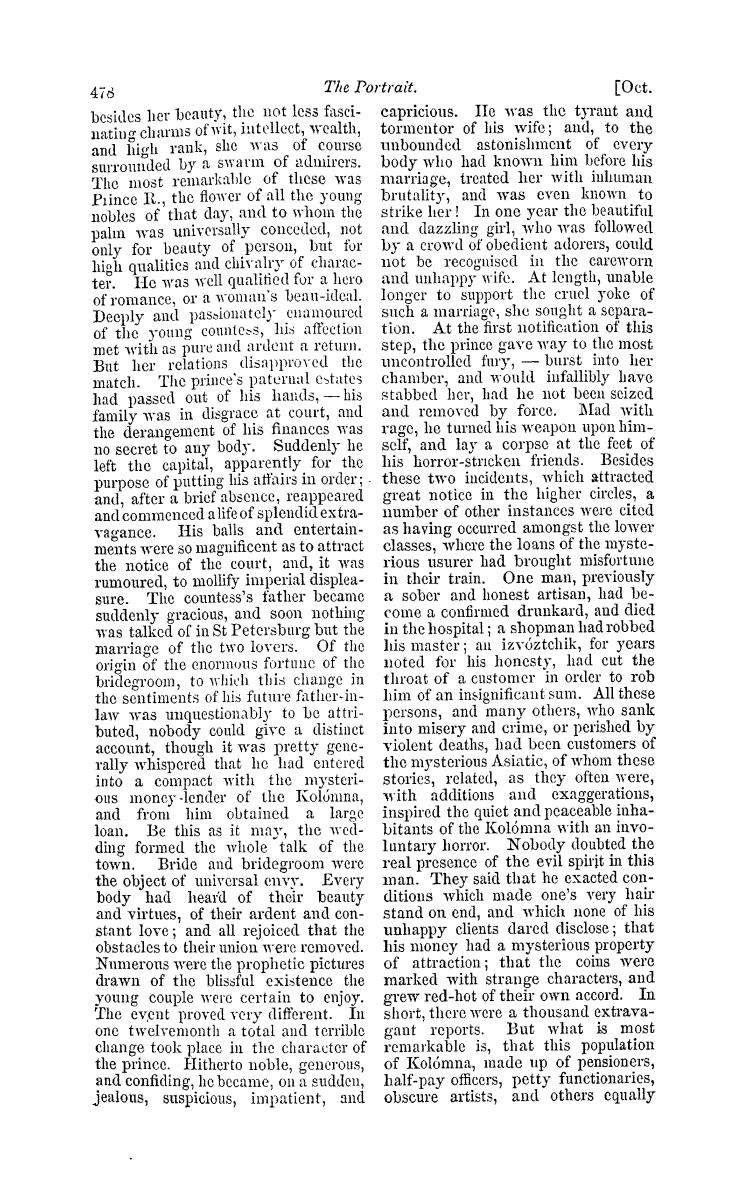 478
The Portrait.
[Oct.
besides her beauty, the not less fasci-
nating charms of wit, intellect, wealth,
and high rank, she was of course
surrounded by a swarm of admirers.
The most remarkable of these was
Prince R., the flower of all the young
nobles of that day, and to whom the
palm was universally conceded, not
only for beauty of person, but for
high qualities and chivalry of charac-
ter. He was well qualified for a hero
of romance, or a woman's beau-ideal.
Deeply and passionately enamoured
of the young countess, his affection
met with as pure and ardent a return.
But her relations disapproved the
match. The prince's paternal estates
had passed out of his hands, — his
family was in disgrace at court, and
the derangement of his finances was
no secret to any body. Suddenly he
left the capital, apparently for the
purpose of putting his affairs in order;
and, after a brief absence, reappeared
and commenced a life of splendid extra-
vagance. His balls and entertain-
ments were so magnificent as to attract
the notice of the court, and, it was
rumoured, to mollify imperial displea-
sure. The countess's father became
suddenly gracious, and soon nothing
was talked of in St Petersburg but the
marriage of the two lovers. Of the
origin of the enormous fortune of the
bridegroom, to which this change in
the sentiments of his future father-in-
law was unquestionably to be attri-
buted, nobody could give a distinct
account, though it was pretty gene-
rally whispered that he had entered
into a compact with the mysteri-
ous money-lender of the Kolómna,
and from him obtained a large
loan. Be this as it may, the wed-
ding formed the whole talk of the
town. Bride and bridegroom were
the object of universal envy. Every
body had heard of their beauty
and virtues, of their ardent and con-
stant love; and all rejoiced that the
obstacles to their union were removed.
Numerous were the prophetic pictures
drawn of the blissful existence the
young couple were certain to enjoy.
The event proved very different. In
one twelvemonth a total and terrible
change took place in the character of
the prince. Hitherto noble, generous,
and confiding, he became, on a sudden,
jealous, suspicious, impatient, and
capricious. He was the tyrant and
tormentor of his wife; and, to the
unbounded astonishment of every
body who had known him before his
marriage, treated her with inhuman
brutality, and was even known to
strike her! In one year the beautiful
and dazzling girl, who was followed
by a crowd of obedient adorers, could
not be recognised in the careworn
and unhappy wife. At length, unable
longer to support the cruel yoke of
such a marriage, she sought a separa-
tion. At the first notification of this
step, the prince gave way to the most
uncontrolled fury, — burst into her
chamber, and would infallibly have
stabbed her, had he not been seized
and removed by force. Mad with
rage, he turned his weapon upon him-
self, and lay a corpse at the feet of
his horror-stricken friends. Besides
these two incidents, which attracted
great notice in the higher circles, a
number of other instances were cited
as having occurred amongst the lower
classes, where the loans of the myste-
rious usurer had brought misfortune
in their train. One man, previously
a sober and honest artisan, had be-
come a confirmed drunkard, and died
in the hospital; a shopman had robbed
his master; an izvóztchik, for years
noted for his honesty, had cut the
throat of a customer in order to rob
him of an insignificant sum. All these
persons, and many others, who sank
into misery and crime, or perished by
violent deaths, had been customers of
the mysterious Asiatic, of whom these
stories, related, as they often were,
with additions and exaggerations,
inspired the quiet and peaceable inha-
bitants of the Kolómna with an invo-
luntary horror. Nobody doubted the
real presence of the evil spirit in this
man. They said that he exacted con-
ditions which made one's very hair
stand on end, and which none of his
unhappy clients dared disclose; that
his money had a mysterious property
of attraction; that the coins were
marked with strange characters, and
grew red-hot of their own accord. In
short, there were a thousand extrava-
gant reports. But what is most
remarkable is, that this population
of Kolómna, made up of pensioners,
half-pay officers, petty functionaries,
obscure artists, and others equally